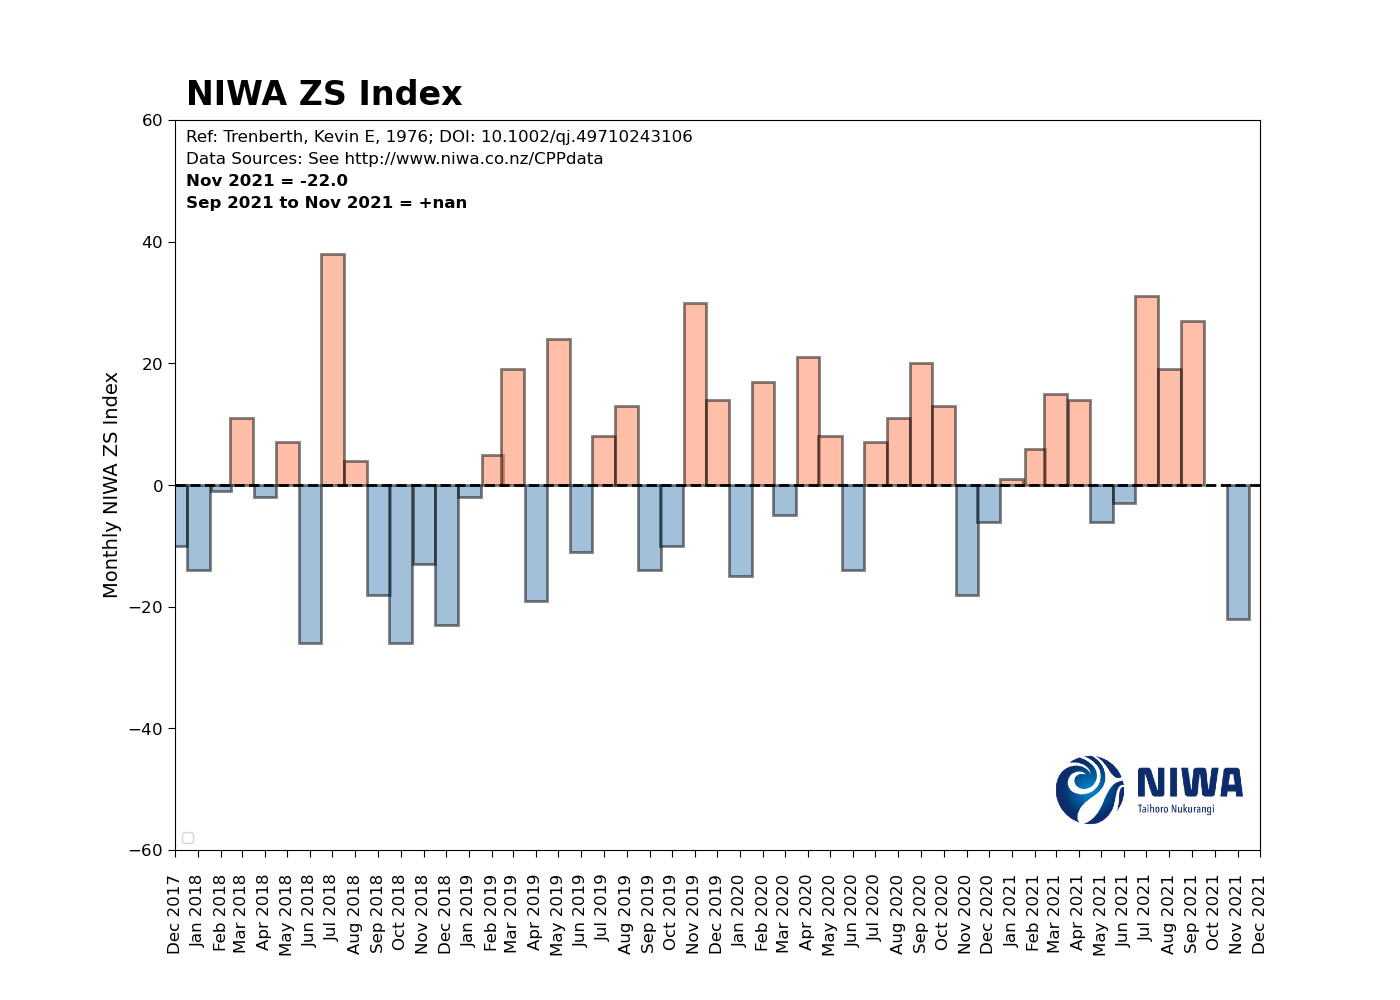 NIWA ZS Index
Ref: Trenberth, Kevin E, 1976; DOI: 10.1002/qj.49710243106
Data Sources: See http://www.niwa.co.nz/CPPdata
Nov 2021 = -22.0
Sep 2021 to Nov 2021 = +nan
Monthly NIWA ZS Index
60
40
20
0
−20
−40
−60
NIWA
Taihoro Nukurangi
Dec 2017
Jan 2018
Feb 2018
Mar 2018
Apr 2018
May 2018
Jun 2018
Jul 2018
Aug 2018
Sep 2018
Oct 2018
Nov 2018
Dec 2018
Jan 2019
Feb 2019
Mar 2019
Apr 2019
May 2019
Jun 2019
Jul 2019
Aug 2019
Sep 2019
Oct 2019
Nov 2019
Dec 2019
Jan 2020
Feb 2020
Mar 2020
Apr 2020
May 2020
Jun 2020
Jul 2020
Aug 2020
Sep 2020
Oct 2020
Nov 2020
Dec 2020
Jan 2021
Feb 2021
Mar 2021
Apr 2021
May 2021
Jun 2021
Jul 2021
Aug 2021
Sep 2021
Oct 2021
Nov 2021
Dec 2021